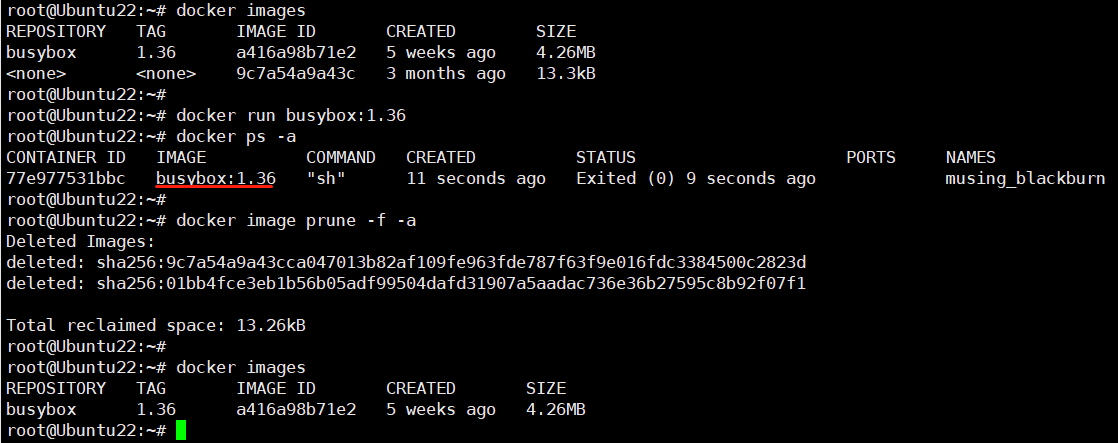 root@Ubuntu22:~# docker images
REPOSITORY   TAG       IMAGE ID       CREATED        SIZE
busybox      1.36      a416a98b71e2   5 weeks ago    4.26MB
<none>       <none>    9c7a54a9a43c   3 months ago   13.3kB
root@Ubuntu22:~#
root@Ubuntu22:~# docker run busybox:1.36
root@Ubuntu22:~# docker ps -a
CONTAINER ID   IMAGE          COMMAND   CREATED          STATUS                     PORTS     NAMES
77e977531bbc   busybox:1.36   "sh"      11 seconds ago   Exited (0) 9 seconds ago             musing_blackburn
root@Ubuntu22:~#
root@Ubuntu22:~# docker image prune -f -a
Deleted Images:
deleted: sha256:9c7a54a9a43cca047013b82af109fe963fde787f63f9e016fdc3384500c2823d
deleted: sha256:01bb4fce3eb1b56b05adf99504dafd31907a5aadac736e36b27595c8b92f07f1

Total reclaimed space: 13.26kB
root@Ubuntu22:~#
root@Ubuntu22:~# docker images
REPOSITORY   TAG       IMAGE ID       CREATED       SIZE
busybox      1.36      a416a98b71e2   5 weeks ago   4.26MB
root@Ubuntu22:~#